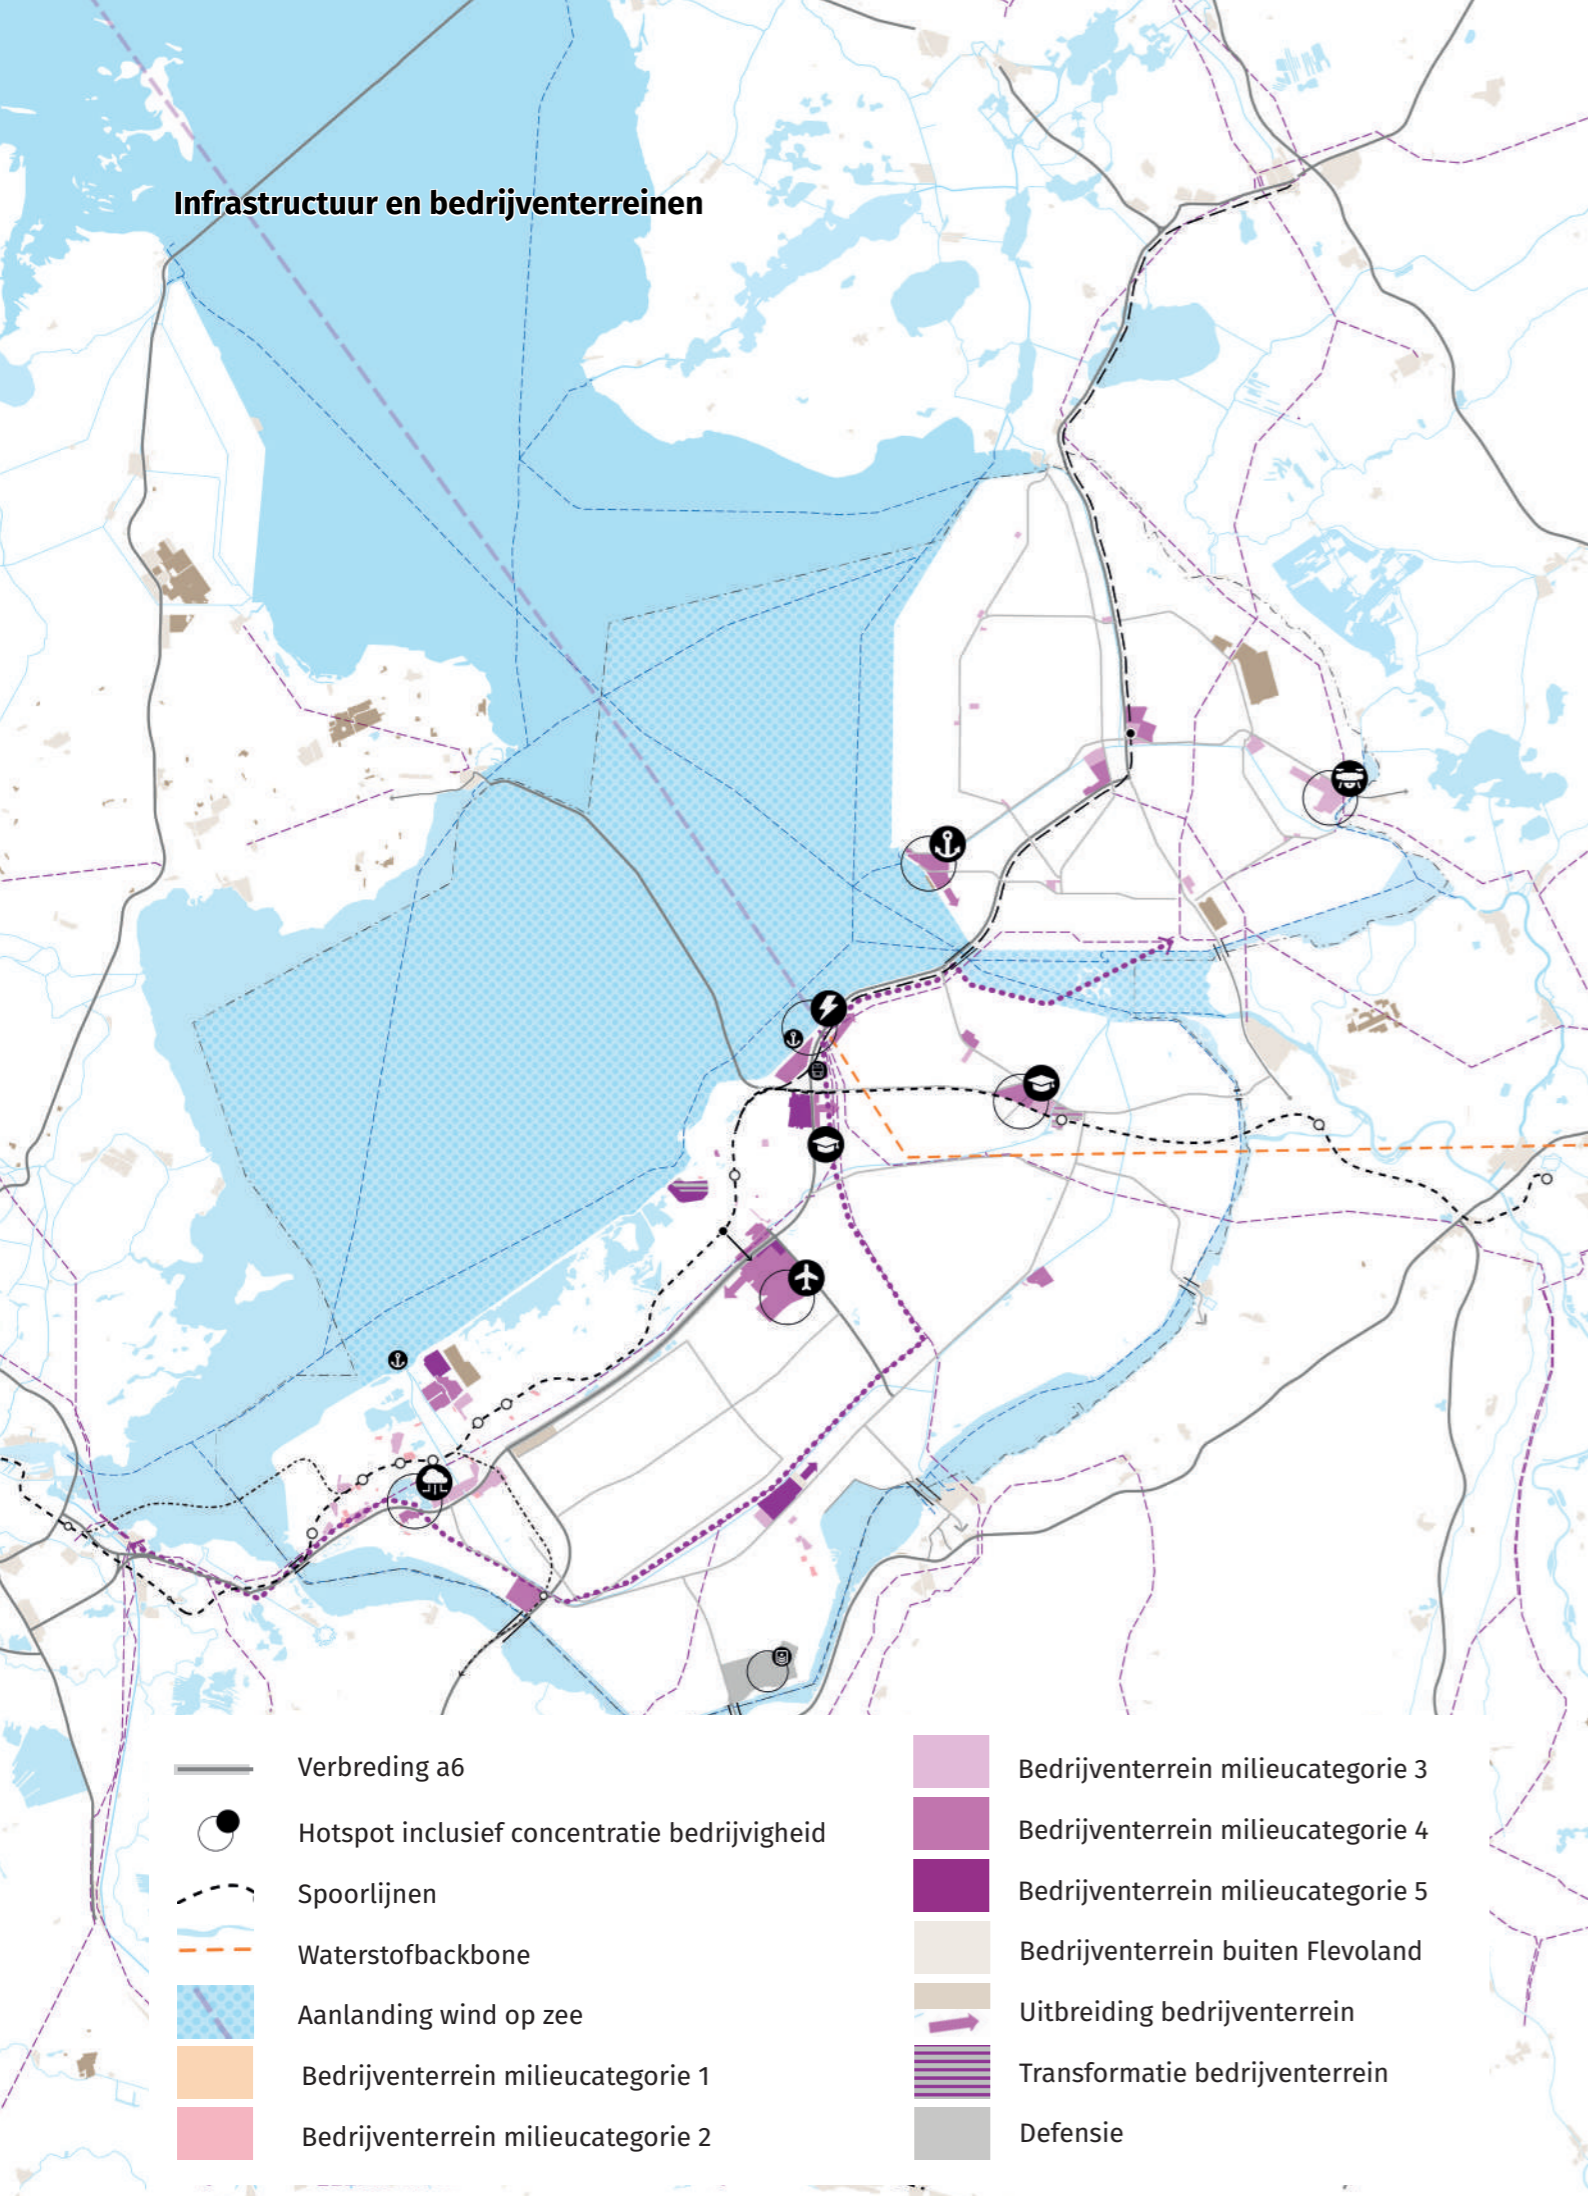 Infrastructuur en bedrijventerreinen
Verbreding a6
Hotspot inclusief concentratie bedrijvigheid
Spoorlijnen
Waterstofbackbone
Aanlanding wind op zee
Bedrijventerrein milieucategorie 1
Bedrijventerrein milieucategorie 2
Bedrijventerrein milieucategorie 3
Bedrijventerrein milieucategorie 4
Bedrijventerrein milieucategorie 5
Bedrijventerrein buiten Flevoland
Uitbreiding bedrijventerrein
Transformatie bedrijventerrein
Defensie